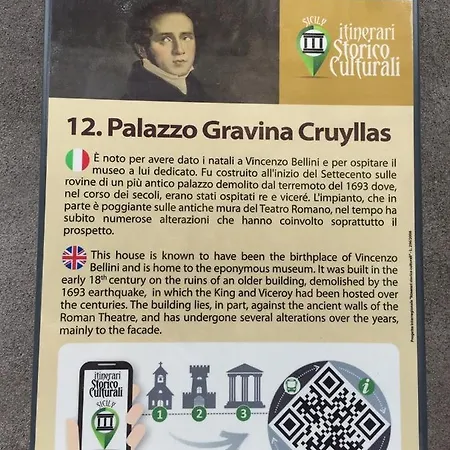 SICILY
itinerari
Storico
Culturali
12. Palazzo Gravina Cruyllas
È noto per avere dato i natali a Vincenzo Bellini e per ospitare il
museo a lui dedicato. Fu costruito all'inizio del Settecento sulle
rovine di un più antico palazzo demolito dal terremoto del 1693 dove,
nel corso dei secoli, erano stati ospitati re e viceré. L'impianto, che in
parte è poggiante sulle antiche mura del Teatro Romano, nel tempo ha
subito numerose alterazioni che hanno coinvolto soprattutto il
prospetto.
This house is known to have been the birthplace of Vincenzo
Bellini and is home to the eponymous museum. It was built in the
early 18th century on the ruins of an older building, demolished by the
1693 earthquake, in which the King and Viceroy had been hosted over
the centuries. The building lies, in part, against the ancient walls of the
Roman Theatre, and has undergone several alterations over the years,
mainly to the facade.
itinerari
Storico
Culturali
SICILY
1 2 3
i